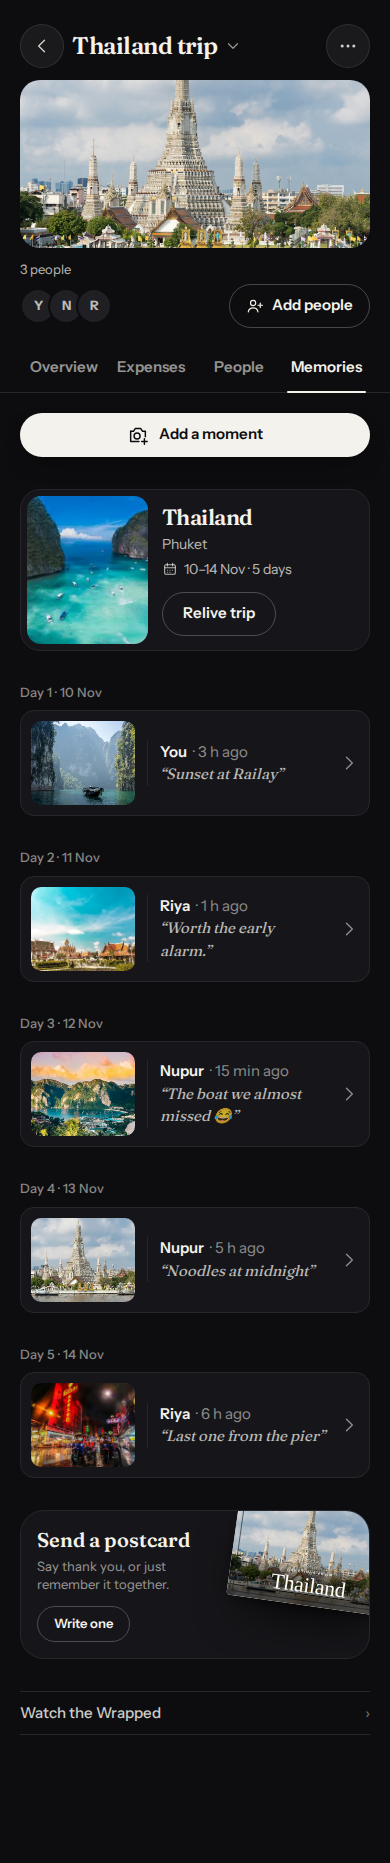 Thailand trip
3 people
Y N R
Add people
Overview Expenses People Memories
Add a moment
Thailand
Phuket
10–14 Nov · 5 days
Relive trip
Day 1 · 10 Nov
You · 3 h ago
“Sunset at Railay”
Day 2 · 11 Nov
Riya · 1 h ago
“Worth the early
alarm.”
Day 3 · 12 Nov
Nupur · 15 min ago
“The boat we almost
missed 😂”
Day 4 · 13 Nov
Nupur · 5 h ago
“Noodles at midnight”
Day 5 · 14 Nov
Riya · 6 h ago
“Last one from the pier”
Send a postcard
Say thank you, or just
remember it together.
Thailand
Write one
Watch the Wrapped